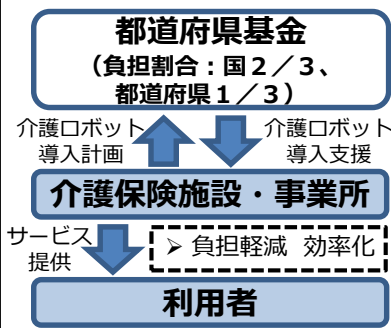 都道府県基金
（負担割合：国２／３、
都道府県１／３）
介護ロボット
導入計画
介護ロボット
導入支援
介護保険施設・事業所
サービス
提供
➢ 負担軽減 効率化
利用者